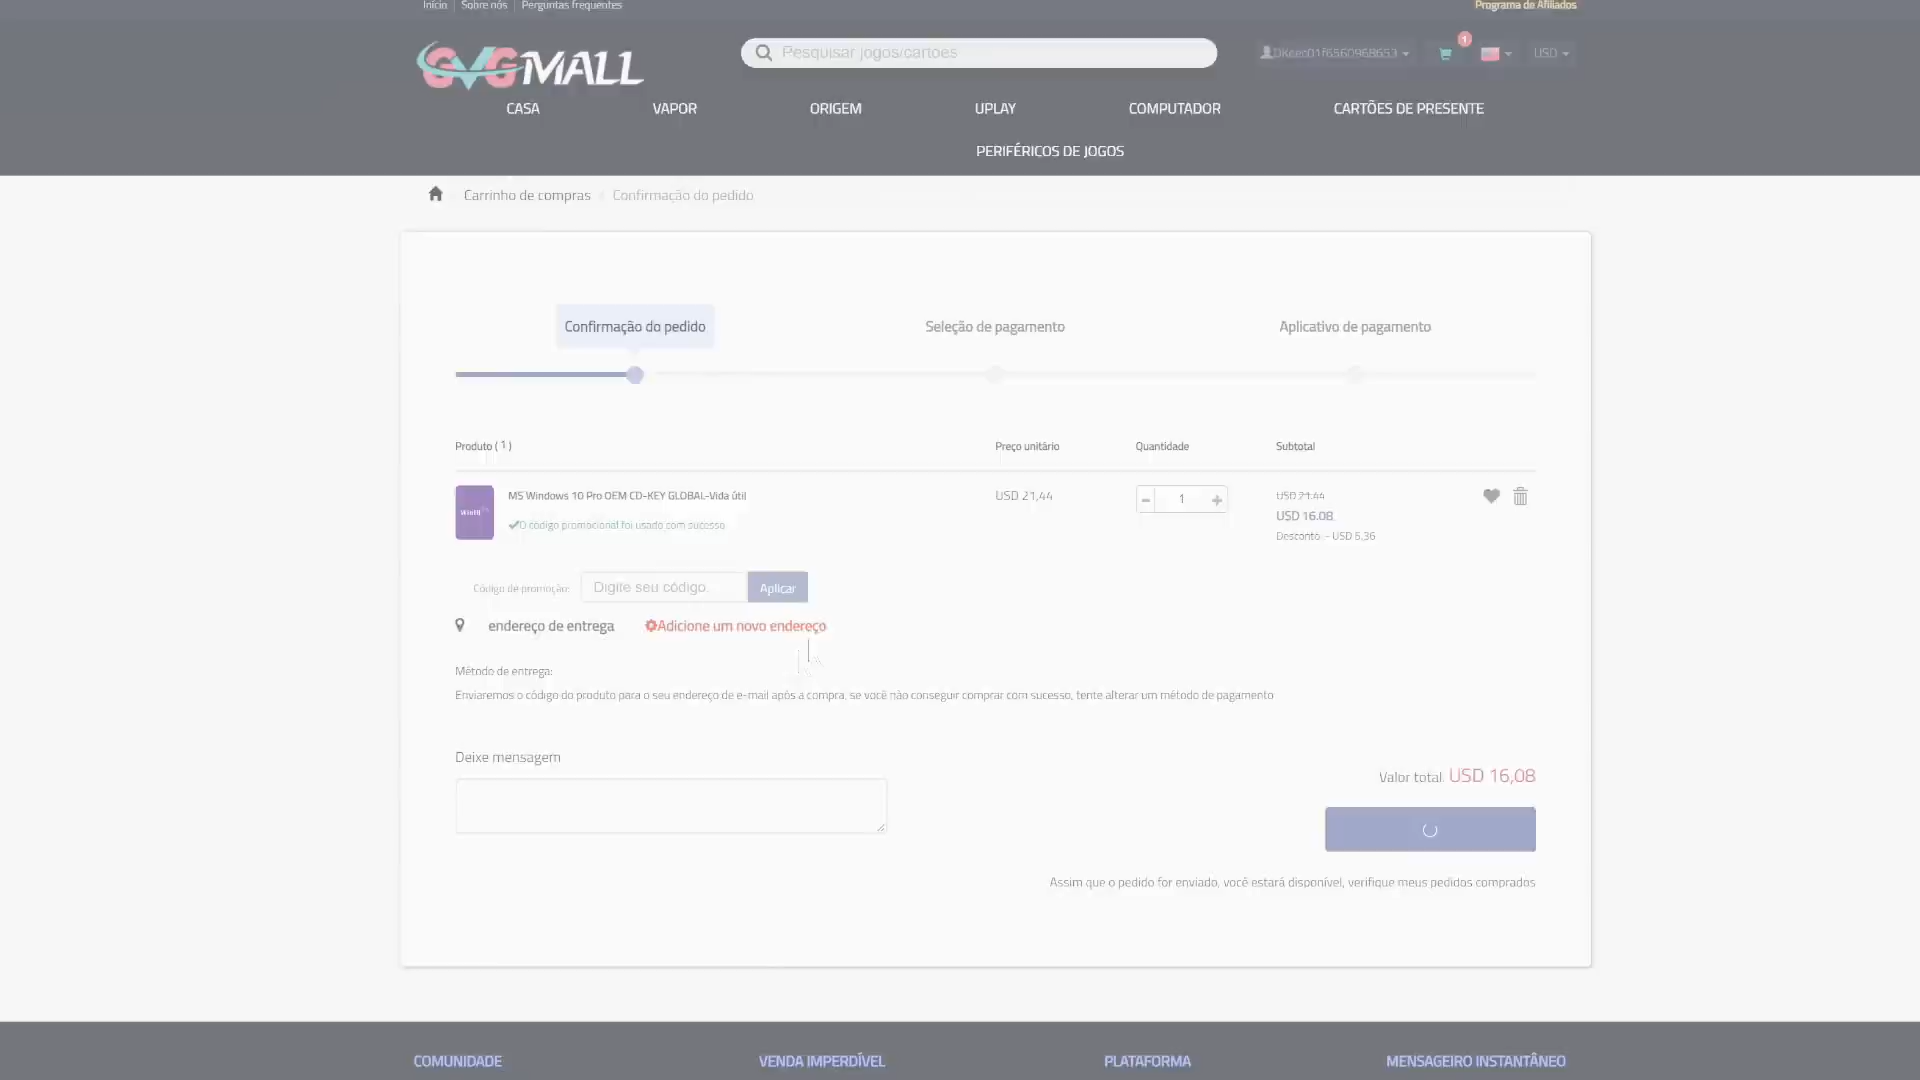 Início
Sobre nós
Perguntas frequentes
Programa de Afiliados
GVGMALL
Pesquisar jogos/cartões
1
USD
CASA
VAPOR
ORIGEM
UPLAY
COMPUTADOR
CARTÕES DE PRESENTE
PERIFÉRICOS DE JOGOS
Carrinho de compras
Confirmação do pedido
Confirmação do pedido
Seleção de pagamento
Aplicativo de pagamento
Produto ( 1 )
Preço unitário
Quantidade
Subtotal
MS Windows 10 Pro OEM CD-KEY GLOBAL-Vida útil
USD 21,44
1
USD 21.44
O código promocional foi usado com sucesso
USD 16.08
Desconto: - USD 5,36
Código de promoção:
Digite seu código.
Aplicar
endereço de entrega
Adicione um novo endereço
Método de entrega:
Enviaremos o código do produto para o seu endereço de e-mail após a compra, se você não conseguir comprar com sucesso, tente alterar um método de pagamento
Deixe mensagem
Valor total: USD 16,08
Assim que o pedido for enviado, você estará disponível, verifique meus pedidos comprados
COMUNIDADE
VENDA IMPERDÍVEL
PLATAFORMA
MENSAGEIRO INSTANTÂNEO